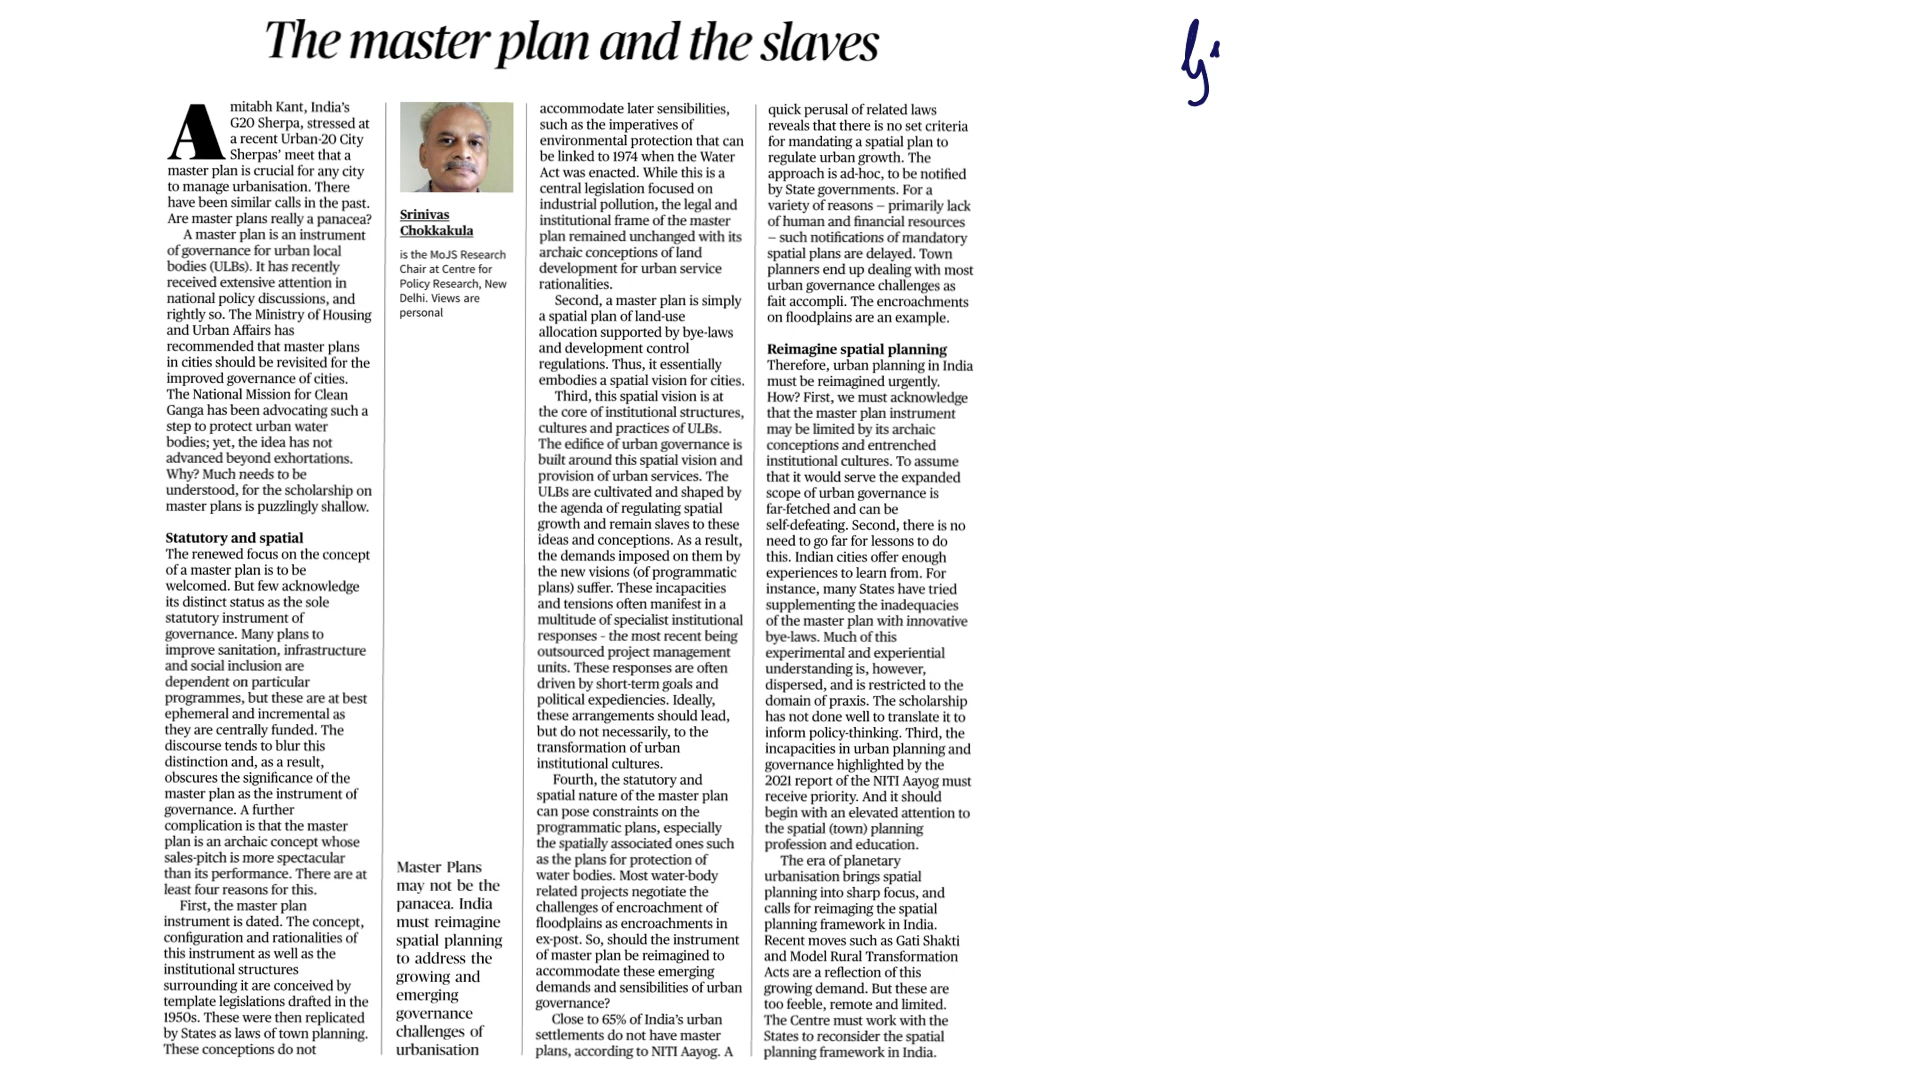 The master plan and the slaves
Amitabh Kant, India’s
G20 Sherpa, stressed at
a recent Urban-20 City
Sherpas’ meet that a
master plan is crucial for any city
to manage urbanisation. There
have been similar calls in the past.
Are master plans really a panacea?
A master plan is an instrument
of governance for urban local
bodies (ULBs). It has recently
received extensive attention in
national policy discussions, and
rightly so. The Ministry of Housing
and Urban Affairs has
recommended that master plans
in cities should be revisited for the
improved governance of cities.
The National Mission for Clean
Ganga has been advocating such a
step to protect urban water
bodies; yet, the idea has not
advanced beyond exhortations.
Why? Much needs to be
understood, for the scholarship on
master plans is puzzlingly shallow.
Statutory and spatial
The renewed focus on the concept
of a master plan is to be
welcomed. But few acknowledge
its distinct status as the sole
statutory instrument of
governance. Many plans to
improve sanitation, infrastructure
and social inclusion are
dependent on particular
programmes, but these are at best
ephemeral and incremental as
they are centrally funded. The
discourse tends to blur this
distinction and, as a result,
obscures the significance of the
master plan as the instrument of
governance. A further
complication is that the master
plan is an archaic concept whose
sales-pitch is more spectacular
than its performance. There are at
least four reasons for this.
First, the master plan
instrument is dated. The concept,
configuration and rationalities of
this instrument as well as the
institutional structures
surrounding it are conceived by
template legislations drafted in the
1950s. These were then replicated
by States as laws of town planning.
These conceptions do not
Srinivas
Chokkakula
is the MoJS Research
Chair at Centre for
Policy Research, New
Delhi. Views are
personal
Master Plans
may not be the
panacea. India
must reimagine
spatial planning
to address the
growing and
emerging
governance
challenges of
urbanisation
accommodate later sensibilities,
such as the imperatives of
environmental protection that can
be linked to 1974 when the Water
Act was enacted. While this is a
central legislation focused on
industrial pollution, the legal and
institutional frame of the master
plan remained unchanged with its
archaic conceptions of land
development for urban service
rationalities.
Second, a master plan is simply
a spatial plan of land-use
allocation supported by bye-laws
and development control
regulations. Thus, it essentially
embodies a spatial vision for cities.
Third, this spatial vision is at
the core of institutional structures,
cultures and practices of ULBs.
The edifice of urban governance is
built around this spatial vision and
provision of urban services. The
ULBs are cultivated and shaped by
the agenda of regulating spatial
growth and remain slaves to these
ideas and conceptions. As a result,
the demands imposed on them by
the new visions (of programmatic
plans) suffer. These incapacities
and tensions often manifest in a
multitude of specialist institutional
responses – the most recent being
outsourced project management
units. These responses are often
driven by short-term goals and
political expediencies. Ideally,
these arrangements should lead,
but do not necessarily, to the
transformation of urban
institutional cultures.
Fourth, the statutory and
spatial nature of the master plan
can pose constraints on the
programmatic plans, especially
the spatially associated ones such
as the plans for protection of
water bodies. Most water-body
related projects negotiate the
challenges of encroachment of
floodplains as encroachments in
ex-post. So, should the instrument
of master plan be reimagined to
accommodate these emerging
demands and sensibilities of urban
governance?
Close to 65% of India’s urban
settlements do not have master
plans, according to NITI Aayog. A
quick perusal of related laws
reveals that there is no set criteria
for mandating a spatial plan to
regulate urban growth. The
approach is ad-hoc, to be notified
by State governments. For a
variety of reasons — primarily lack
of human and financial resources
— such notifications of mandatory
spatial plans are delayed. Town
planners end up dealing with most
urban governance challenges as
fait accompli. The encroachments
on floodplains are an example.
Reimagine spatial planning
Therefore, urban planning in India
must be reimagined urgently.
How? First, we must acknowledge
that the master plan instrument
may be limited by its archaic
conceptions and entrenched
institutional cultures. To assume
that it would serve the expanded
scope of urban governance is
far-fetched and can be
self-defeating. Second, there is no
need to go far for lessons to do
this. Indian cities offer enough
experiences to learn from. For
instance, many States have tried
supplementing the inadequacies
of the master plan with innovative
bye-laws. Much of this
experimental and experiential
understanding is, however,
dispersed, and is restricted to the
domain of praxis. The scholarship
has not done well to translate it to
inform policy-thinking. Third, the
incapacities in urban planning and
governance highlighted by the
2021 report of the NITI Aayog must
receive priority. And it should
begin with an elevated attention to
the spatial (town) planning
profession and education.
The era of planetary
urbanisation brings spatial
planning into sharp focus, and
calls for reimaging the spatial
planning framework in India.
Recent moves such as Gati Shakti
and Model Rural Transformation
Acts are a reflection of this
growing demand. But these are
too feeble, remote and limited.
The Centre must work with the
States to reconsider the spatial
planning framework in India.